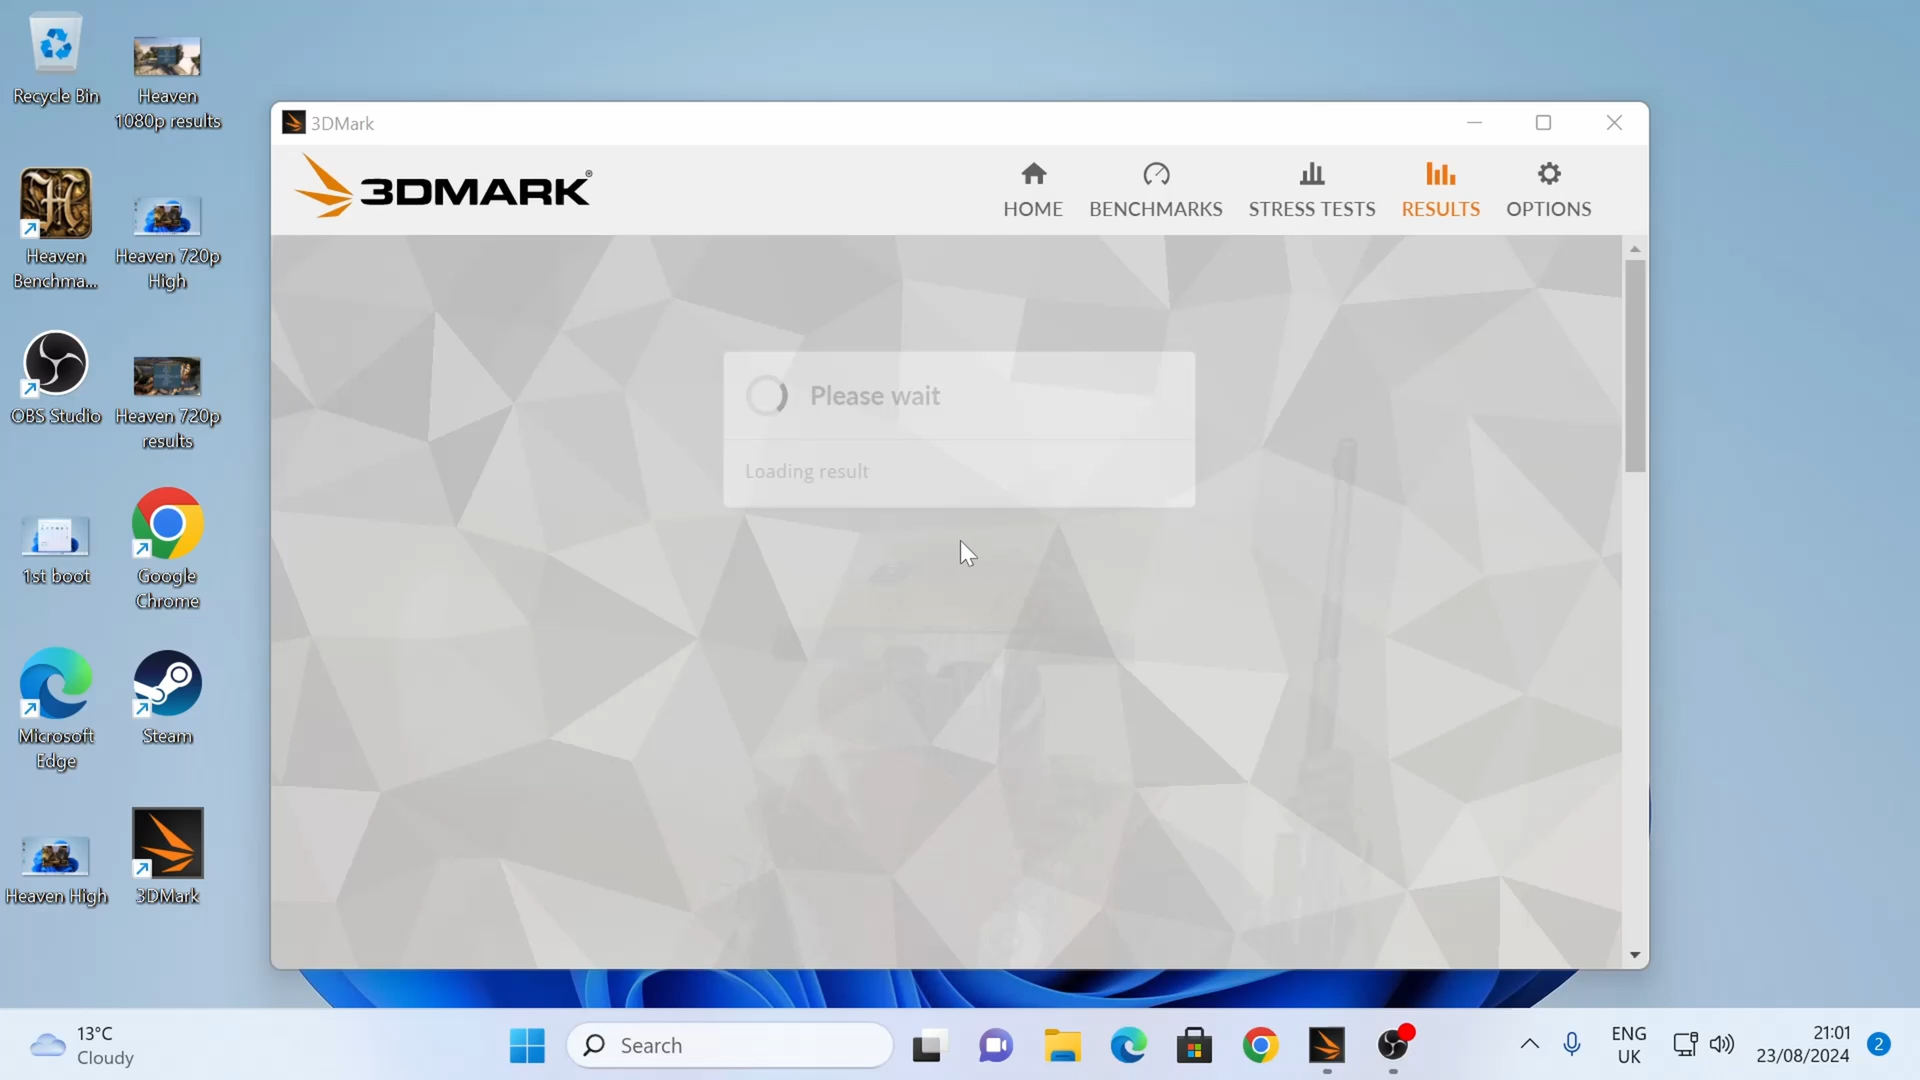 Recycle Bin
Heaven
1080p results
Heaven
Benchma...
Heaven 720p
High
OBS Studio
Heaven 720p
results
1st boot
Google
Chrome
Microsoft
Edge
Steam
Heaven High
3DMark
3DMark
3DMARK®
HOME
BENCHMARKS
STRESS TESTS
RESULTS
OPTIONS
Please wait
Loading result
13°C
Cloudy
Search
ENG
UK
21:01
23/08/2024
2